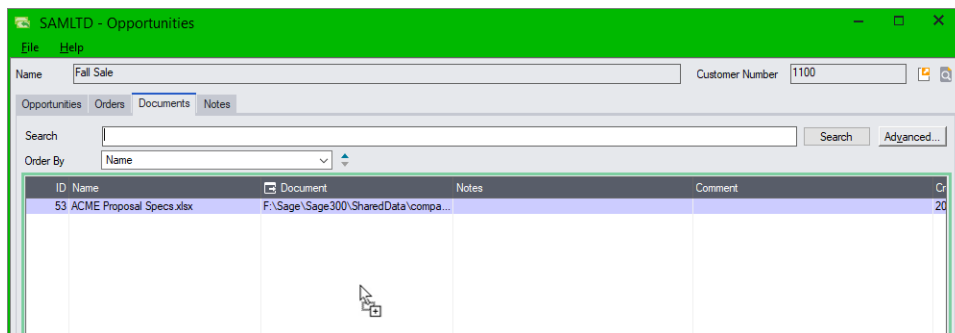 SAMLTD - Opportunities
File Help
Name Fall Sale Customer Number 1100
Opportunities Orders Documents Notes
Search Search Advanced...
Order By Name
ID Name Document Notes Comment Cr
53 ACME Proposal Specs.xlsx F:\Sage\Sage300\SharedData\compa... 20